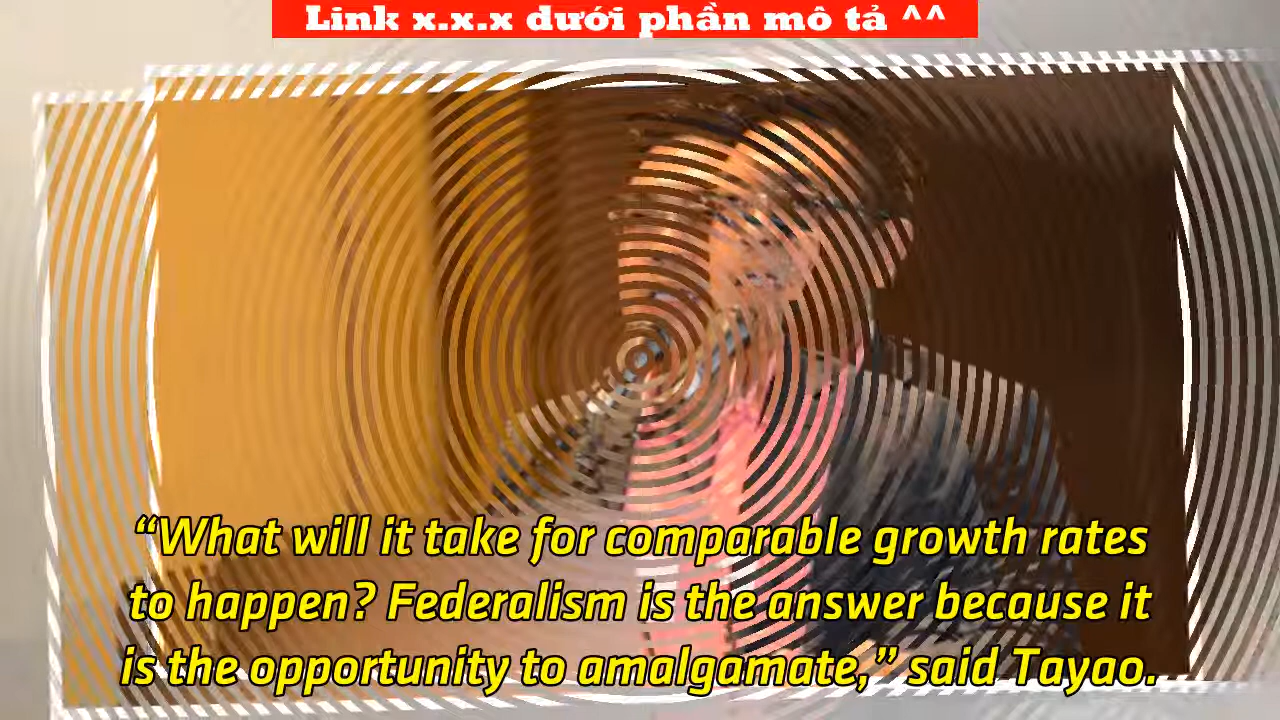 Link x.x.x dưới phần mô tả ^^
“What will it take for comparable growth rates
to happen? Federalism is the answer because it
is the opportunity to amalgamate,” said Tayao.